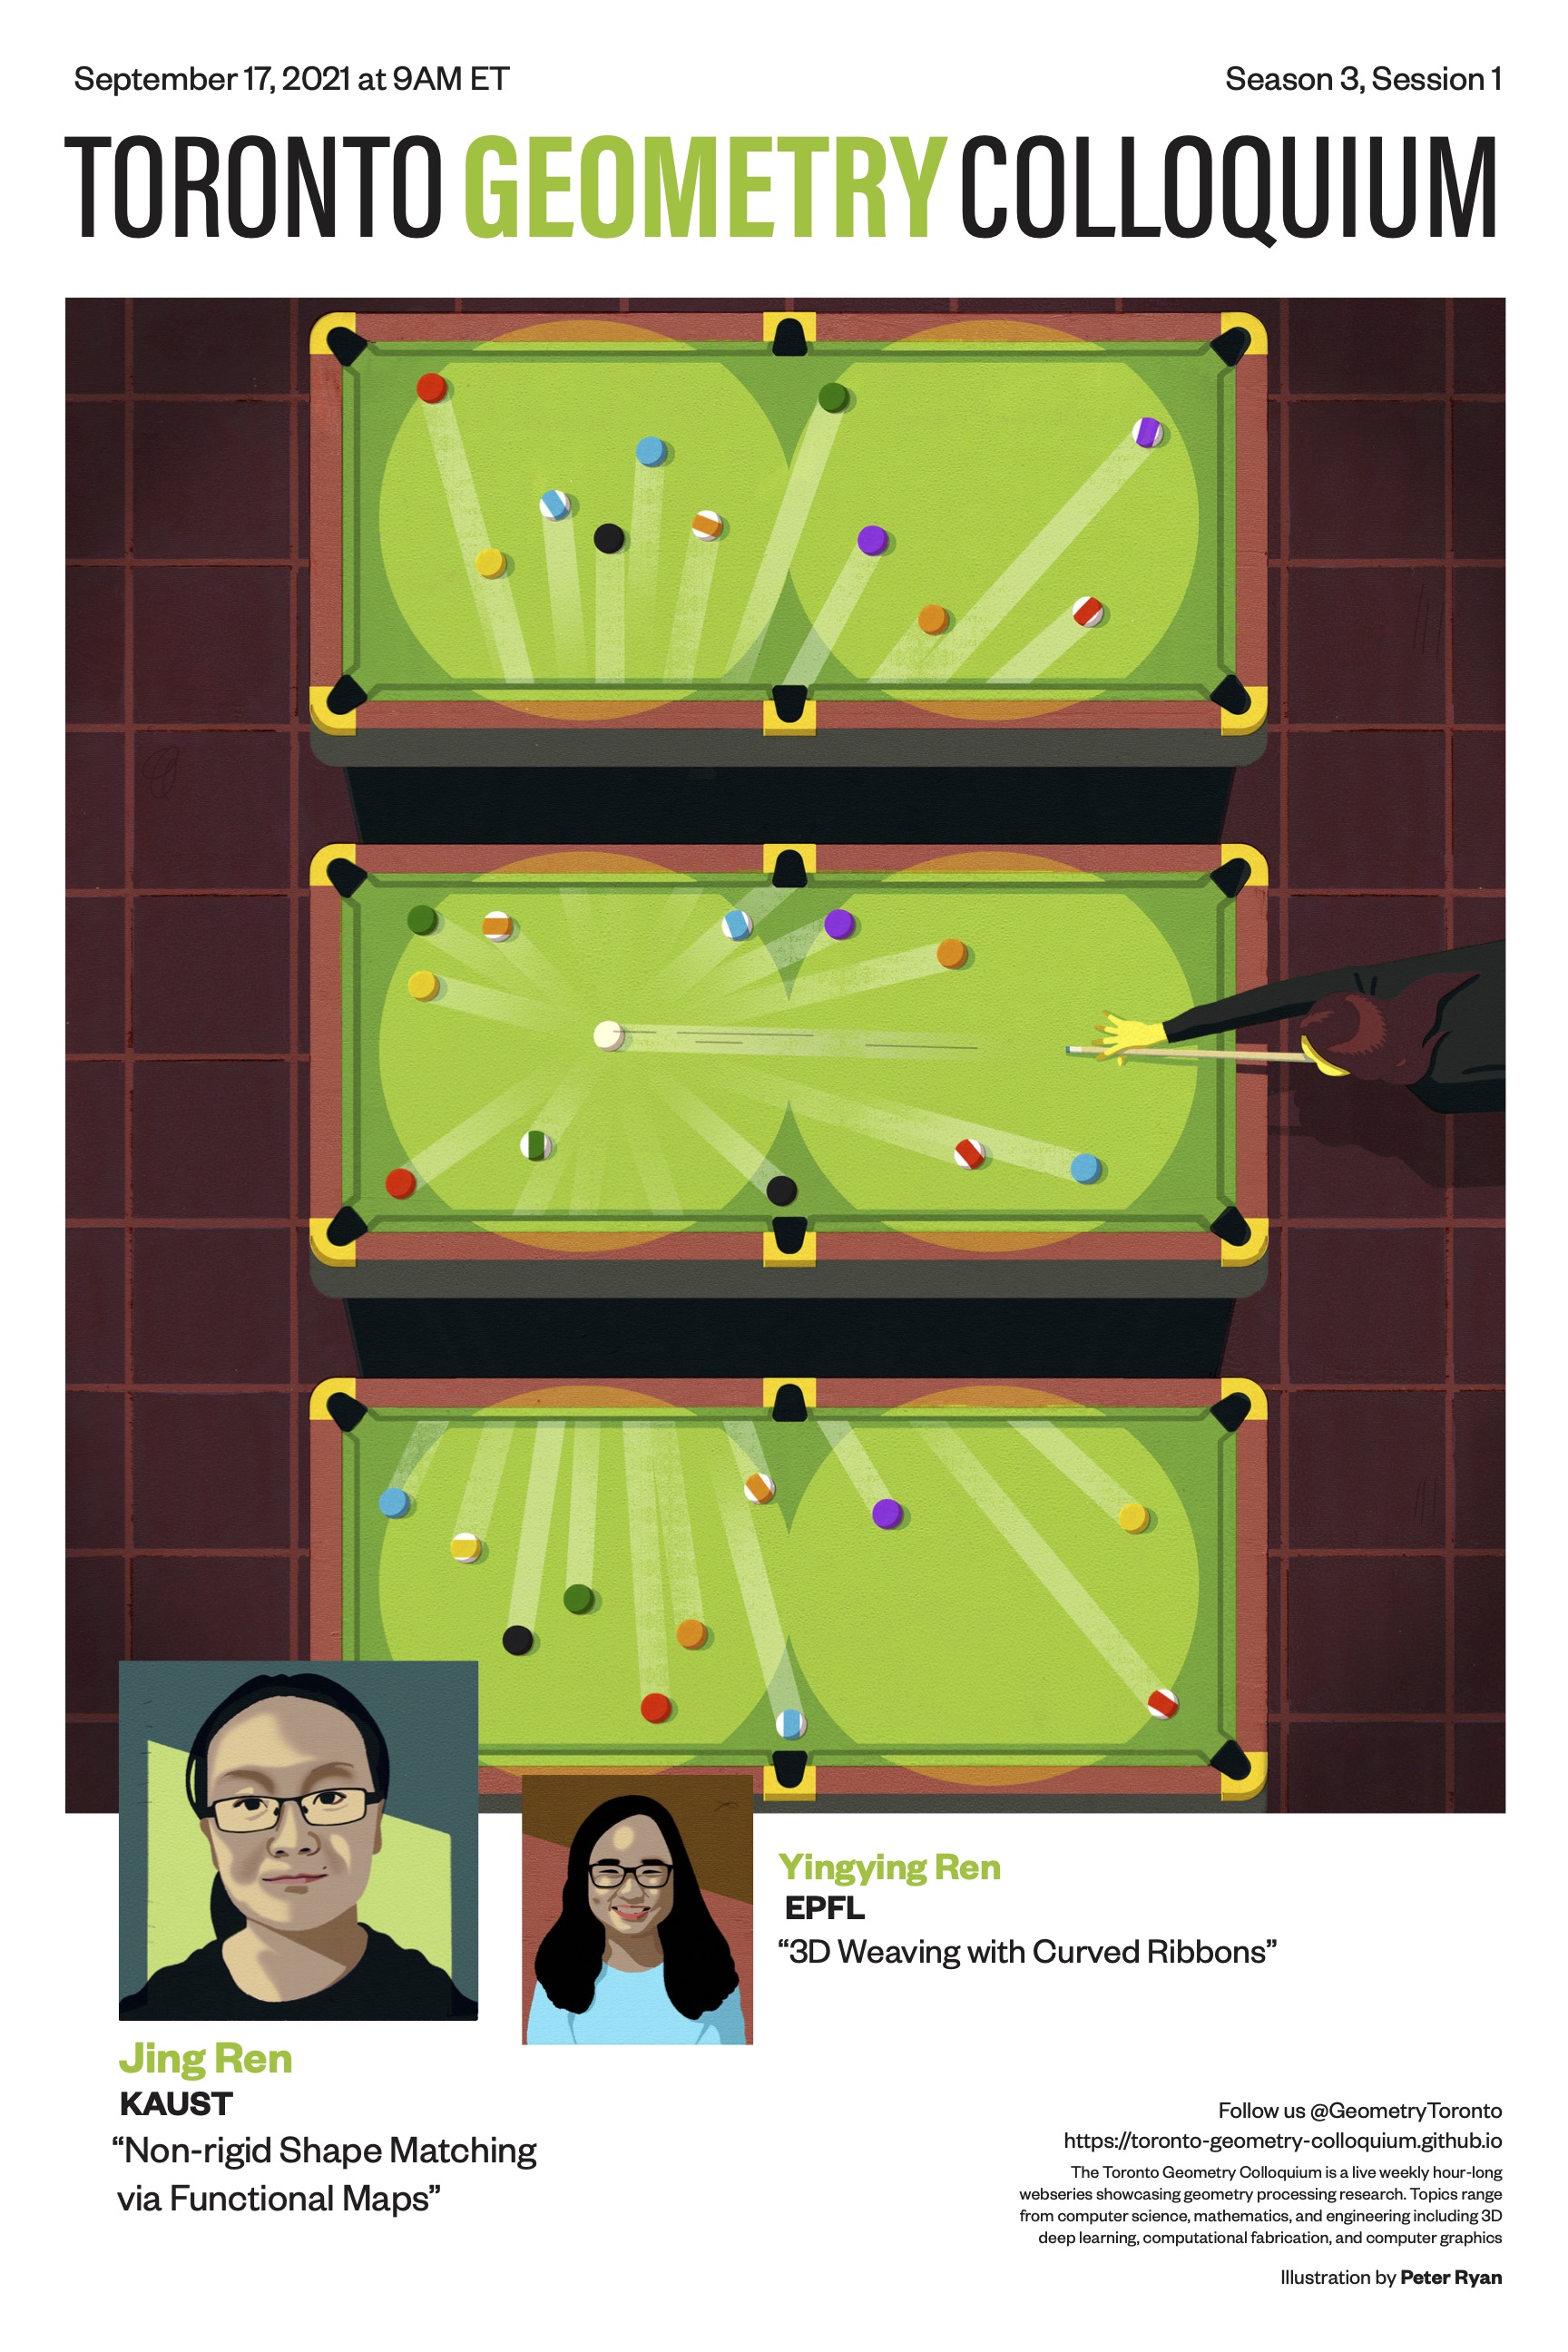 September 17, 2021 at 9AM ET
Season 3, Session 1
TORONTO GEOMETRY COLLOQUIUM
Yingying Ren
EPFL
“3D Weaving with Curved Ribbons”
Jing Ren
KAUST
“Non-rigid Shape Matching
via Functional Maps”
Follow us @GeometryToronto
https://toronto-geometry-colloquium.github.io
The Toronto Geometry Colloquium is a live weekly hour-long
webseries showcasing geometry processing research. Topics range
from computer science, mathematics, and engineering including 3D
deep learning, computational fabrication, and computer graphics
Illustration by Peter Ryan